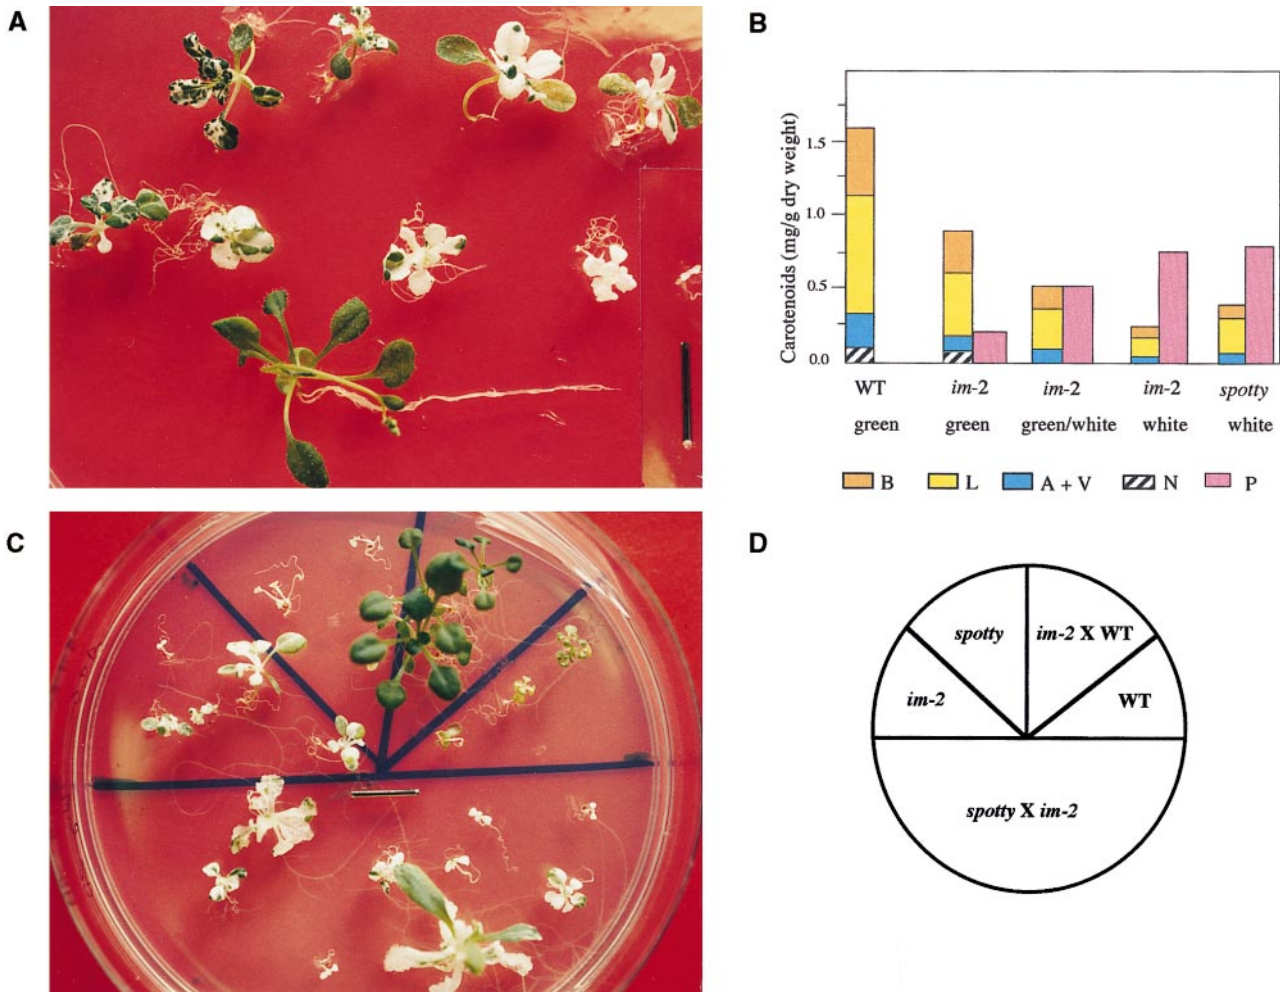 A
B
Carotenoids (mg/g dry weight)
1.5
1.0
0.5
0.0
WT green
im-2 green
im-2 green/white
im-2 white
spotty white
B
L
A + V
N
P
C
D
spotty
im-2 X WT
im-2
WT
spotty X im-2